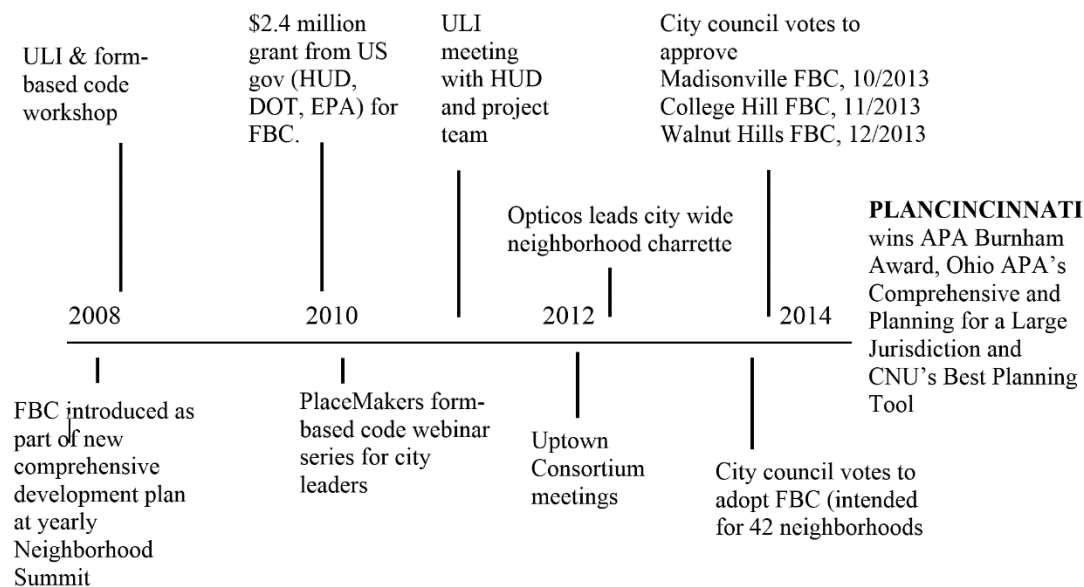 ULI & form-
based code
workshop
$2.4 million
grant from US
gov (HUD,
DOT, EPA) for
FBC.
ULI
meeting
with HUD
and project
team
City council votes to
approve
Madisonville FBC, 10/2013
College Hill FBC, 11/2013
Walnut Hills FBC, 12/2013
Opticos leads city wide
neighborhood charrette
PLANCINCINNATI
wins APA Burnham
Award, Ohio APA’s
Comprehensive and
Planning for a Large
Jurisdiction and
CNU’s Best Planning
Tool
2008
2010
2012
2014
FBC introduced as
part of new
comprehensive
development plan
at yearly
Neighborhood
Summit
PlaceMakers form-
based code webinar
series for city
leaders
Uptown
Consortium
meetings
City council votes to
adopt FBC (intended
for 42 neighborhoods